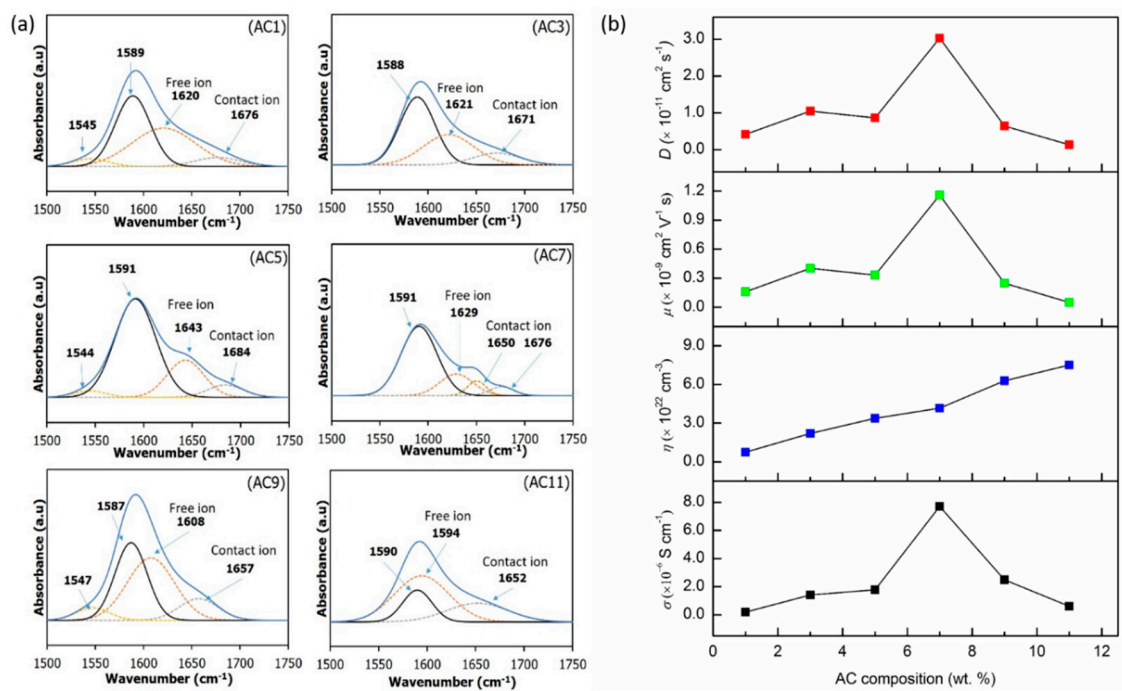 (a)
(AC1)
1589
Free ion
1620
Contact ion
1676
1545
Absorbance (a.u)
1500 1550 1600 1650 1700 1750
Wavenumber (cm-1)
(AC3)
1588
Free ion
1621
Contact ion
1671
Absorbance (a.u)
1500 1550 1600 1650 1700 1750
Wavenumber (cm-1)
(AC5)
1591
Free ion
1643
Contact ion
1684
1544
Absorbance (a.u)
1500 1550 1600 1650 1700 1750
Wavenumber (cm-1)
(AC7)
1591
Free ion
1629
Contact ion
1650
1676
Absorbance (a.u)
1500 1550 1600 1650 1700 1750
Wavenumber (cm-1)
(AC9)
1587
Free ion
1608
Contact ion
1657
1547
Absorbance (a.u)
1500 1550 1600 1650 1700 1750
Wavenumber (cm-1)
(AC11)
Free ion
1594
1590
Contact ion
1652
Absorbance (a.u)
1500 1550 1600 1650 1700 1750
Wavenumber (cm-1)
(b)
D (× 10-11 cm2 s-1)
3.0
2.0
1.0
0.0
μ (× 10-9 cm2 V-1 s)
1.2
0.9
0.6
0.3
0.0
η (× 1022 cm-3)
9.0
6.0
3.0
0.0
σ (×10-6 S cm-1)
8.0
6.0
4.0
2.0
0.0
0 2 4 6 8 10 12
AC composition (wt. %)